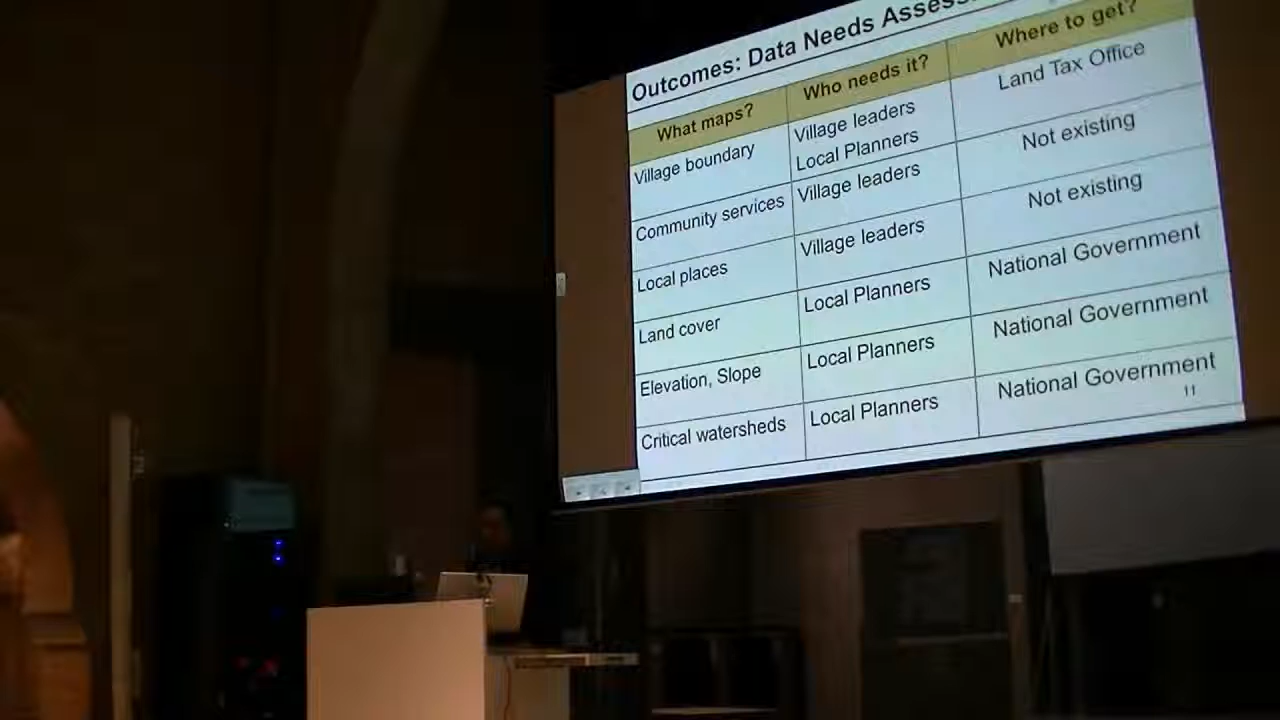 Outcomes: Data Needs
What maps? Who needs it? Where to get?
Village boundary Village leaders Land Tax Office
Local Planners
Community services Village leaders Not existing
Local places Village leaders Not existing
Land cover Local Planners National Government
Elevation, Slope Local Planners National Government
Critical watersheds Local Planners National Government
11